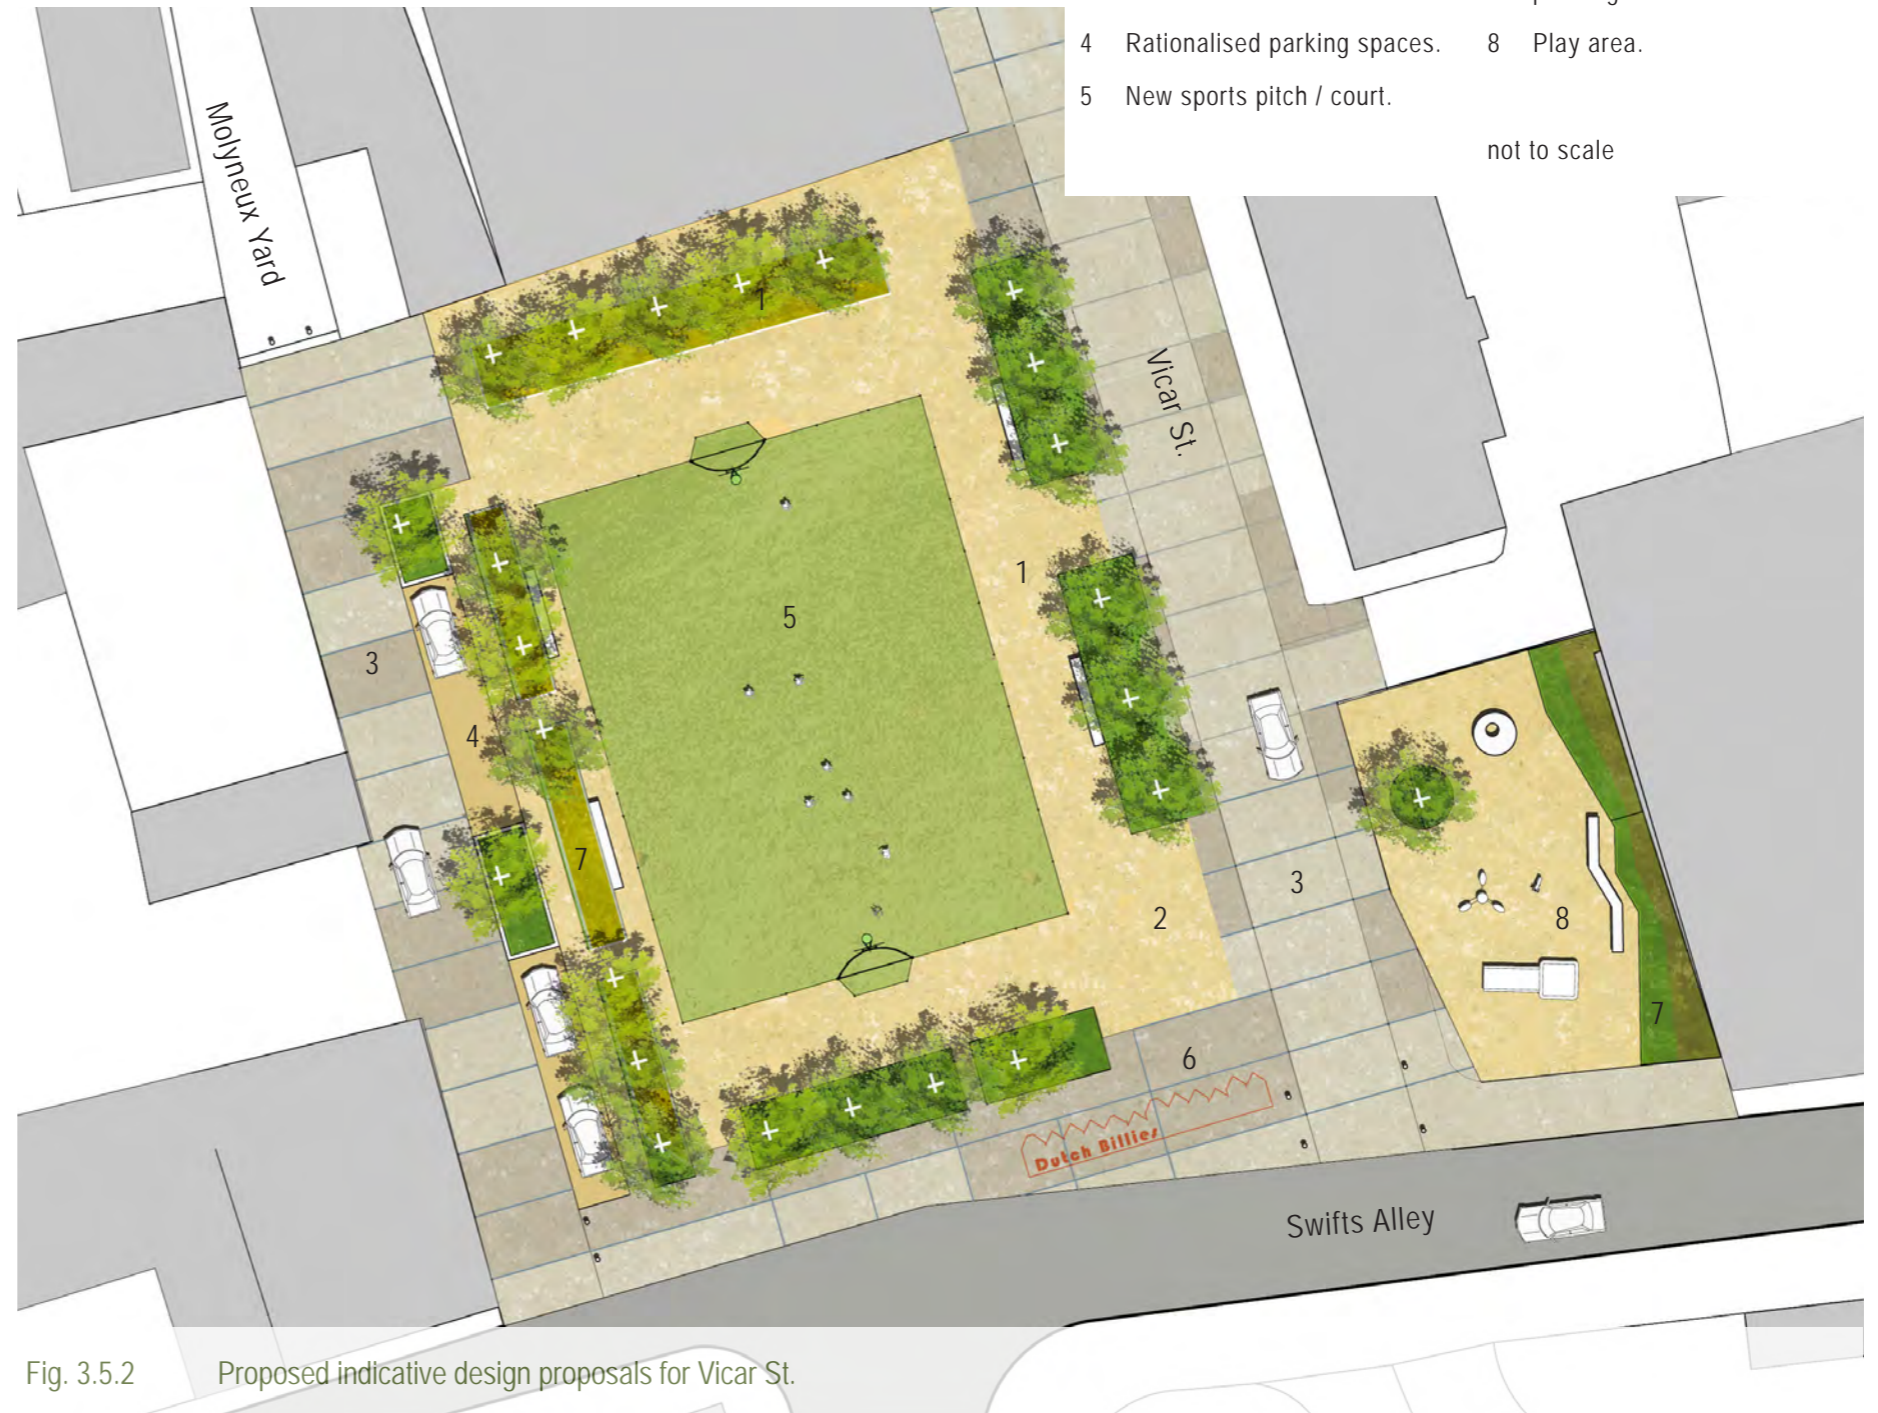 4 Rationalised parking spaces. 8 Play area.
5 New sports pitch / court.
not to scale
Molyneux Yard
1
Vicar St.
1
5
3
4
7
3
2
8
7
6
Dutch Billies
Swifts Alley
Fig. 3.5.2 Proposed indicative design proposals for Vicar St.